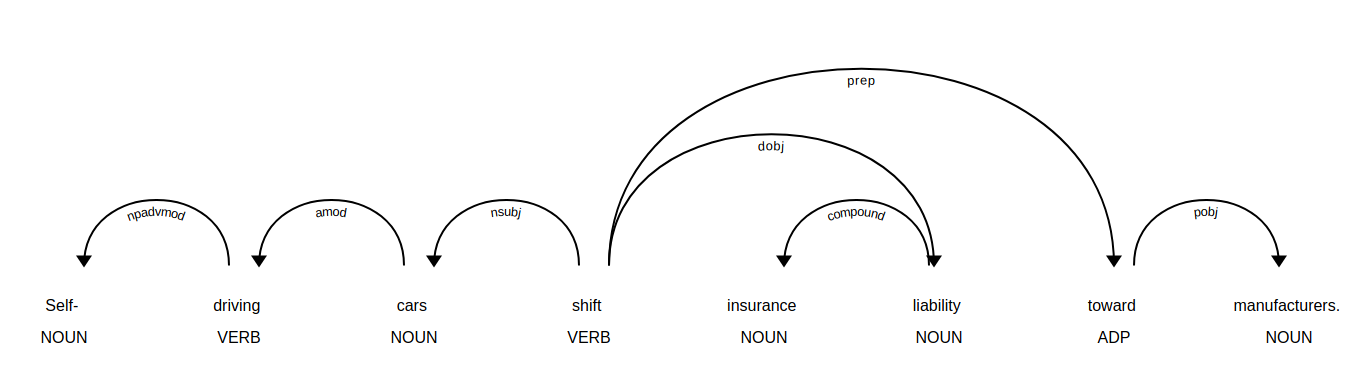 prep
dobj
npadvmod amod nsubj compound pobj
Self- driving cars shift insurance liability toward manufacturers.
NOUN VERB NOUN VERB NOUN NOUN ADP NOUN